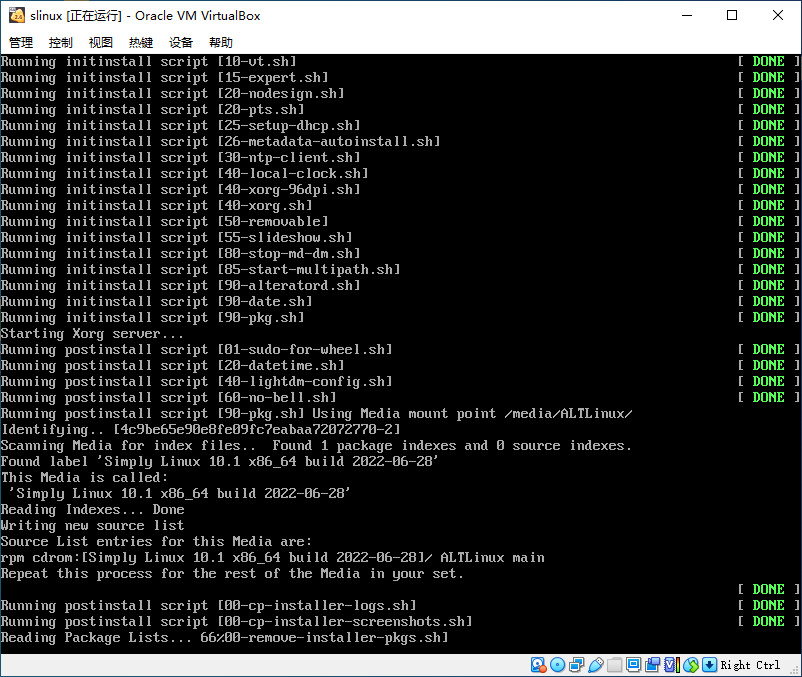 slinux [正在运行] - Oracle VM VirtualBox
管理 控制 视图 热键 设备 帮助
Running initinstall script [10-vt.sh] [ DONE ]
Running initinstall script [15-expert.sh] [ DONE ]
Running initinstall script [20-nodesign.sh] [ DONE ]
Running initinstall script [20-pts.sh] [ DONE ]
Running initinstall script [25-setup-dhcp.sh] [ DONE ]
Running initinstall script [26-metadata-autoinstall.sh] [ DONE ]
Running initinstall script [30-ntp-client.sh] [ DONE ]
Running initinstall script [40-local-clock.sh] [ DONE ]
Running initinstall script [40-xorg-96dpi.sh] [ DONE ]
Running initinstall script [40-xorg.sh] [ DONE ]
Running initinstall script [50-removable] [ DONE ]
Running initinstall script [55-slideshow.sh] [ DONE ]
Running initinstall script [80-stop-md-dm.sh] [ DONE ]
Running initinstall script [85-start-multipath.sh] [ DONE ]
Running initinstall script [90-alteratord.sh] [ DONE ]
Running initinstall script [90-date.sh] [ DONE ]
Running initinstall script [90-pkg.sh] [ DONE ]
Starting Xorg server...
Running postinstall script [01-sudo-for-wheel.sh] [ DONE ]
Running postinstall script [20-datetime.sh] [ DONE ]
Running postinstall script [40-lightdm-config.sh] [ DONE ]
Running postinstall script [60-no-bell.sh] [ DONE ]
Running postinstall script [90-pkg.sh] Using Media mount point /media/ALTLinux/
Identifying.. [4c9be65e90e8fe09fc7eabaa72072770-2]
Scanning Media for index files..  Found 1 package indexes and 0 source indexes.
Found label 'Simply Linux 10.1 x86_64 build 2022-06-28'
This Media is called:
 'Simply Linux 10.1 x86_64 build 2022-06-28'
Reading Indexes... Done
Writing new source list
Source List entries for this Media are:
rpm cdrom:[Simply Linux 10.1 x86_64 build 2022-06-28]/ ALTLinux main
Repeat this process for the rest of the Media in your set.
[ DONE ]
Running postinstall script [00-cp-installer-logs.sh] [ DONE ]
Running postinstall script [00-cp-installer-screenshots.sh] [ DONE ]
Reading Package Lists... 66%00-remove-installer-pkgs.sh]
Right Ctrl